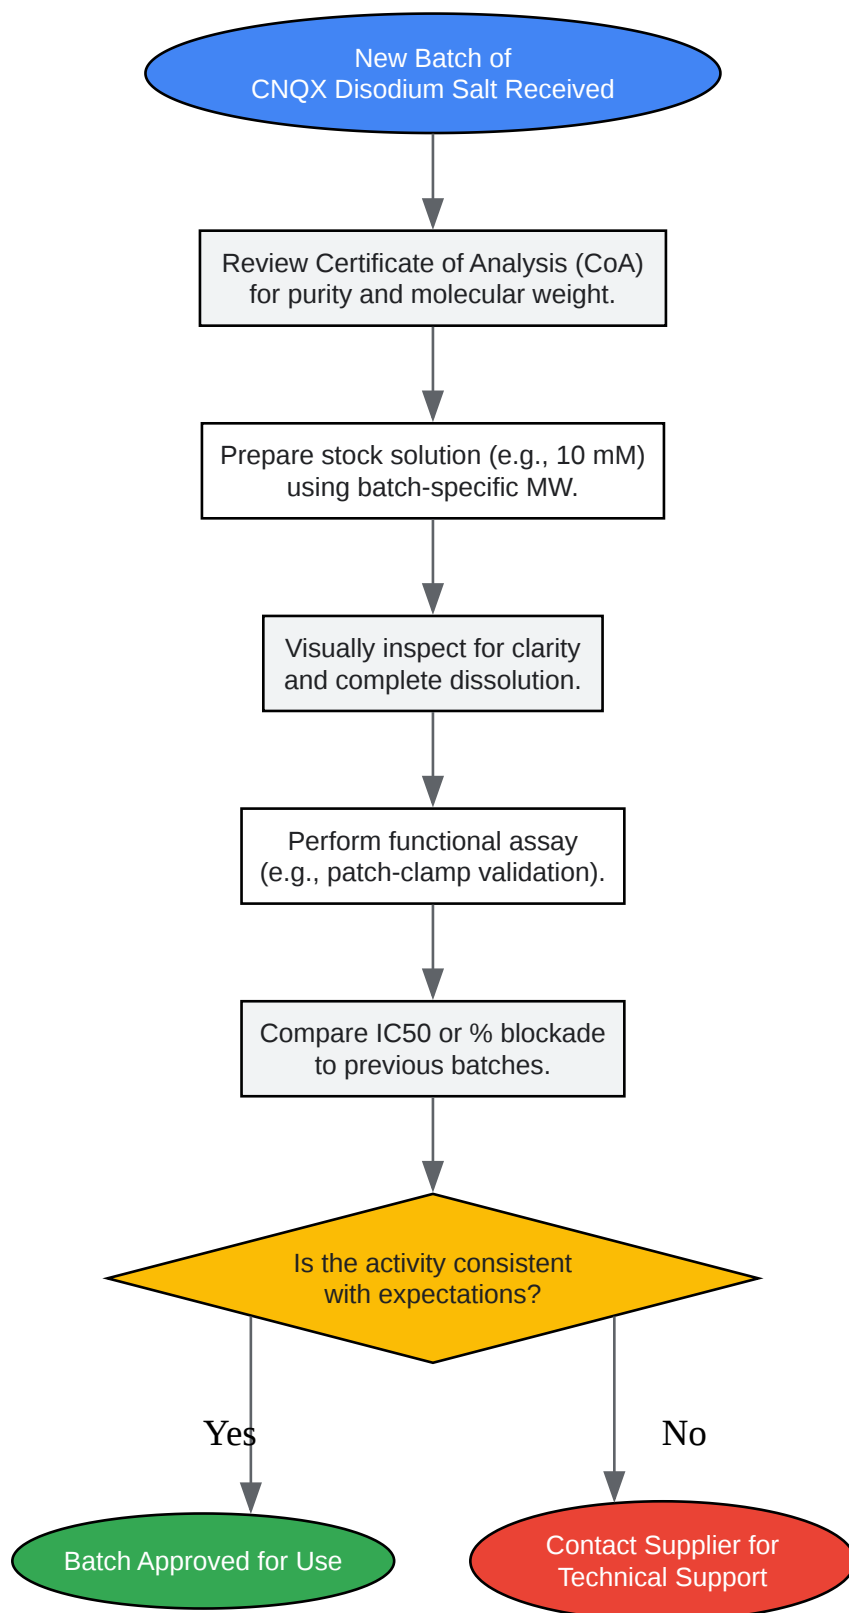 New Batch of
CNQX Disodium Salt Received
Review Certificate of Analysis (CoA)
for purity and molecular weight.
Prepare stock solution (e.g., 10 mM)
using batch-specific MW.
Visually inspect for clarity
and complete dissolution.
Perform functional assay
(e.g., patch-clamp validation).
Compare IC50 or % blockade
to previous batches.
Is the activity consistent
with expectations?
Yes
No
Batch Approved for Use
Contact Supplier for
Technical Support